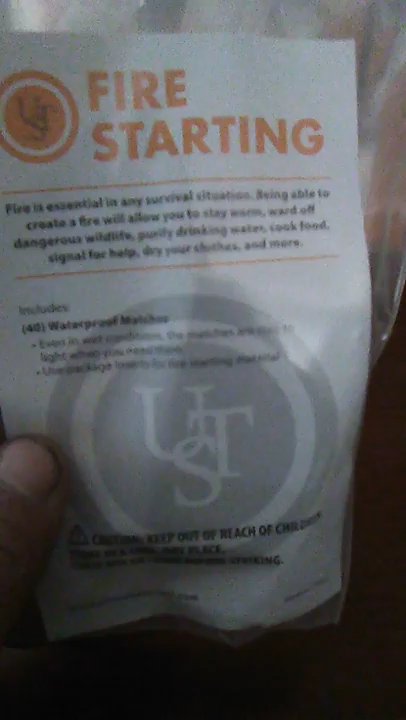 UST
FIRE
STARTING
Fire is essential in any survival situation. Being able to
create a fire will allow you to stay warm, ward off
dangerous wildlife, purify drinking water, cook food,
signal for help, dry your clothes, and more.
Includes:
(40) Waterproof Matches
• Even in wet conditions, the matches are easy to
light when you need them
• Use package inserts for fire starting material
UST
CAUTION: KEEP OUT OF REACH OF CHILDREN
PLACE.
STRIKING.